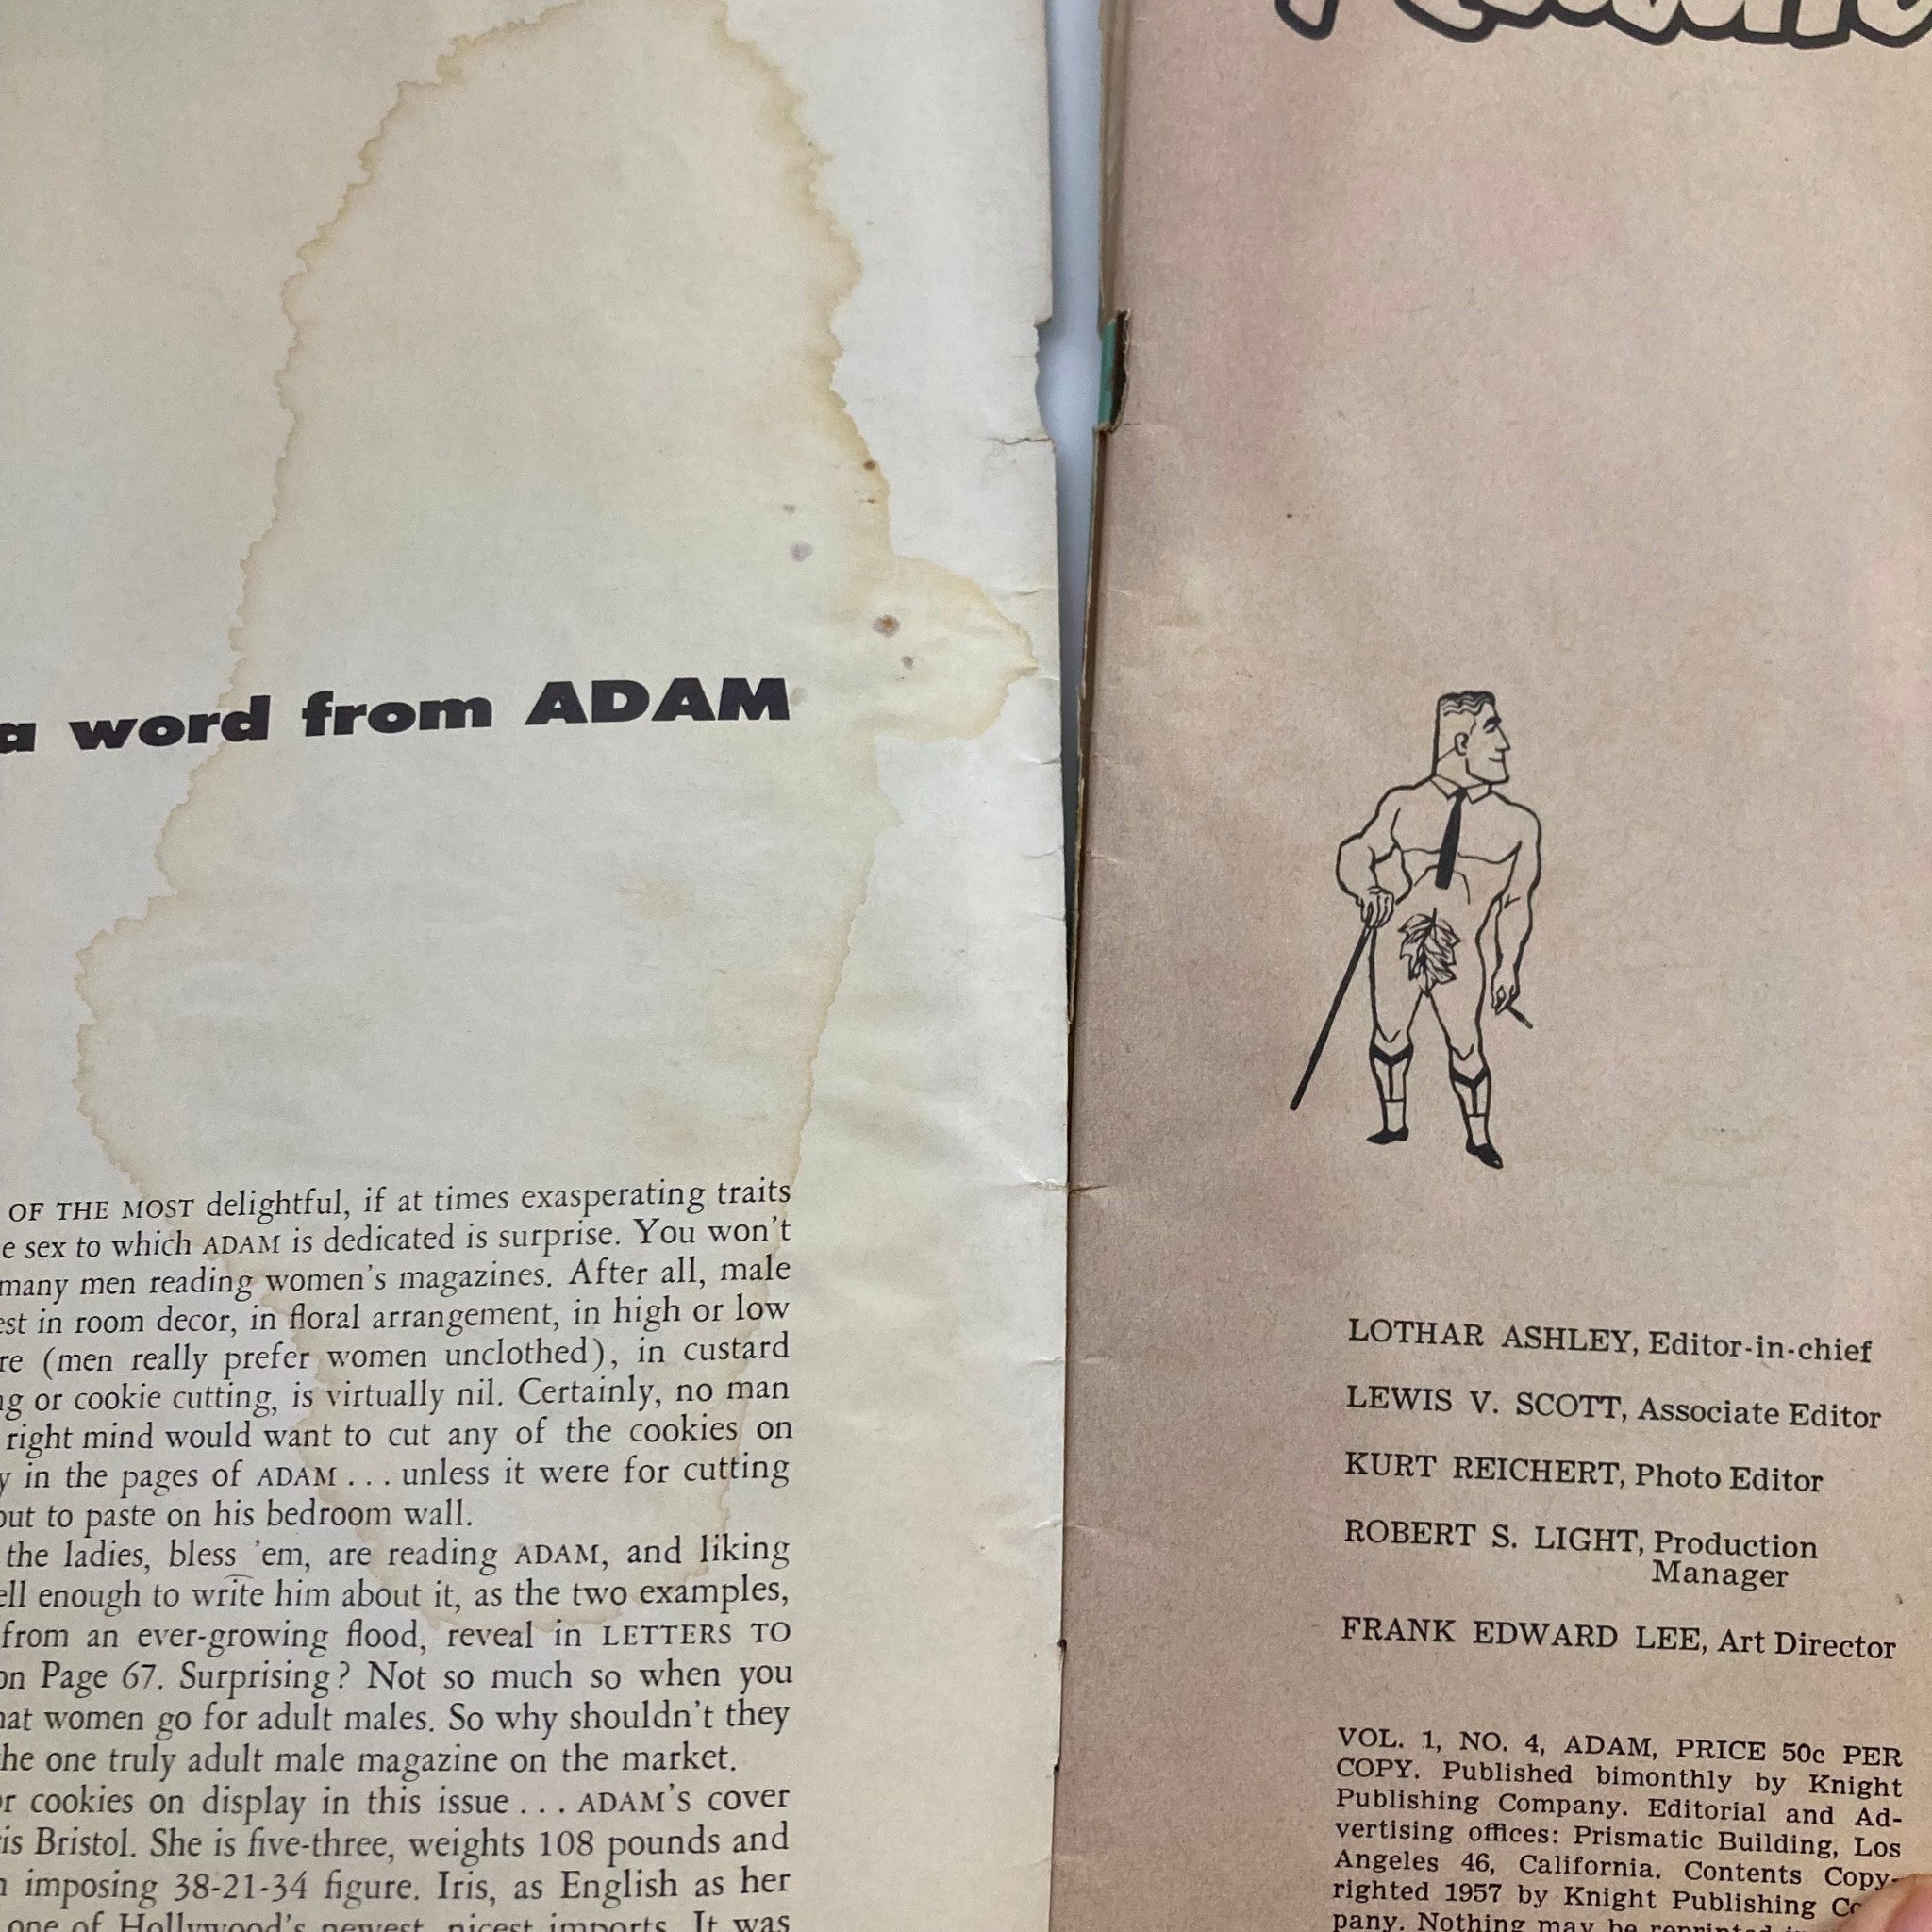 a word from ADAM
OF THE MOST delightful, if at times exasperating traits
sex to which ADAM is dedicated is surprise. You won't
many men reading women's magazines. After all, male
in room decor, in floral arrangement, in high or low
(men really prefer women unclothed), in custard
or cookie cutting, is virtually nil. Certainly, no man
right mind would want to cut any of the cookies on
in the pages of ADAM . . . unless it were for cutting
to paste on his bedroom wall.
the ladies, bless 'em, are reading ADAM, and liking
enough to write him about it, as the two examples,
from an ever-growing flood, reveal in LETTERS TO
on Page 67. Surprising? Not so much so when you
women go for adult males. So why shouldn't they
one truly adult male magazine on the market.
cookies on display in this issue . . . ADAM'S cover
Bristol. She is five-three, weights 108 pounds and
imposing 38-21-34 figure. Iris, as English as her
one of Hollywood's newest, nicest imports. It was
LOTHAR ASHLEY, Editor-in-chief
LEWIS V. SCOTT, Associate Editor
KURT REICHERT, Photo Editor
ROBERT S. LIGHT, Production
Manager
FRANK EDWARD LEE, Art Director
VOL. 1, NO. 4, ADAM, PRICE 50c PER
COPY. Published bimonthly by Knight
Publishing Company. Editorial and Ad-
vertising offices: Prismatic Building, Los
Angeles 46, California. Contents Copy-
righted 1957 by Knight Publishing Co
pany. Nothing may be reprinted